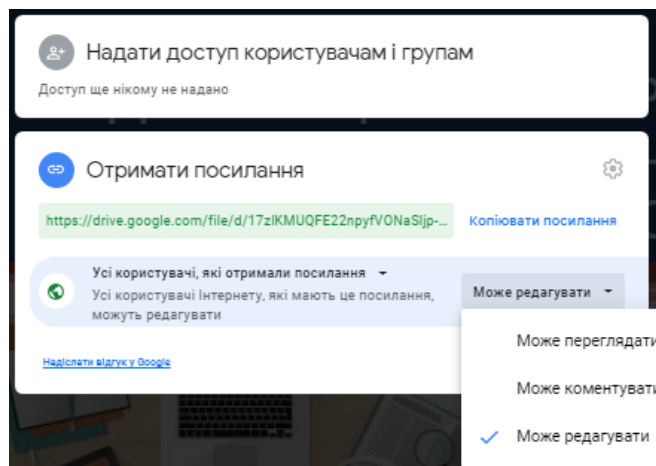 Надати доступ користувачам і групам
Доступ ще нікому не надано
Отримати посилання
https://drive.google.com/file/d/17zIKMUQFE22npyfVONaSljp-...
Копіювати посилання
Усі користувачі, які отримали посилання
Усі користувачі Інтернету, які мають це посилання,
можуть редагувати
Може редагувати
Надіслати відгук у Google
Може переглядати
Може коментувати
Може редагувати